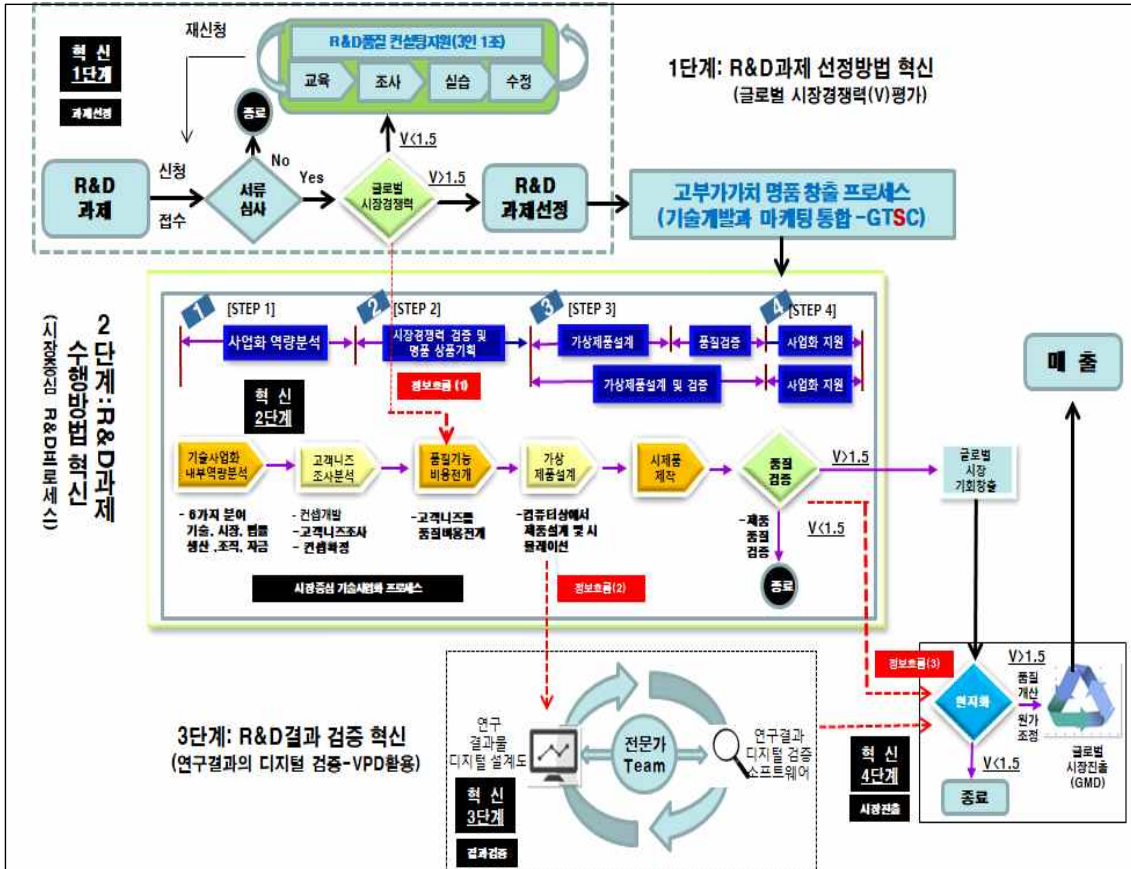 혁 신
1단계
과제선정
재신청
R&D품질 컨설팅지원(3인 1조)
교육
조사
실습
수정
1단계: R&D과제 선정방법 혁신
(글로벌 시장경쟁력(V)평가)
종료
No
V<1.5
R&D
과제
신청
접수
서류
심사
Yes
글로벌
시장경쟁력
V>1.5
R&D
과제선정
고부가가치 명품 창출 프로세스
(기술개발과 마케팅 통합-GTSC)
2단계:R&D과제
수행방법 혁신
(시장중심 R&D프로세스)
1
[STEP 1]
2
[STEP 2]
3
[STEP 3]
4
[STEP 4]
사업화 역량분석
시장경쟁력 검증 및
명품 상품기획
가상제품설계
품질검증
사업화 지원
정보흐름(1)
가상제품설계 및 검증
사업화 지원
혁 신
2단계
매 출
기술사업화
내부역량분석
고객니즈
조사분석
품질기능
비용전개
가상
제품설계
시제품
제작
품질
검증
V>1.5
글로벌
시장
기회창출
- 6가지 분야
기술, 시장, 법률
생산 ,조직, 자금
- 컨셉개발
- 고객니즈조사
- 컨셉확정
-고객니즈를
품질비용전개
-컴퓨터상에서
제품설계 및 시
뮬레이션
-제품
품질
검증
V<1.5
종료
시장중심 기술사업화 프로세스
정보흐름(2)
정보흐름(3)
3단계: R&D결과 검증 혁신
(연구결과의 디지털 검증-VPD활용)
연구
결과물
디지털 설계도
전문가
Team
연구결과
디지털 검증
소프트웨어
혁 신
3단계
결과검증
혁 신
4단계
시장진출
현지화
V>1.5
품질
개산
원가
조정
V<1.5
종료
글로벌
시장진출
(GMD)